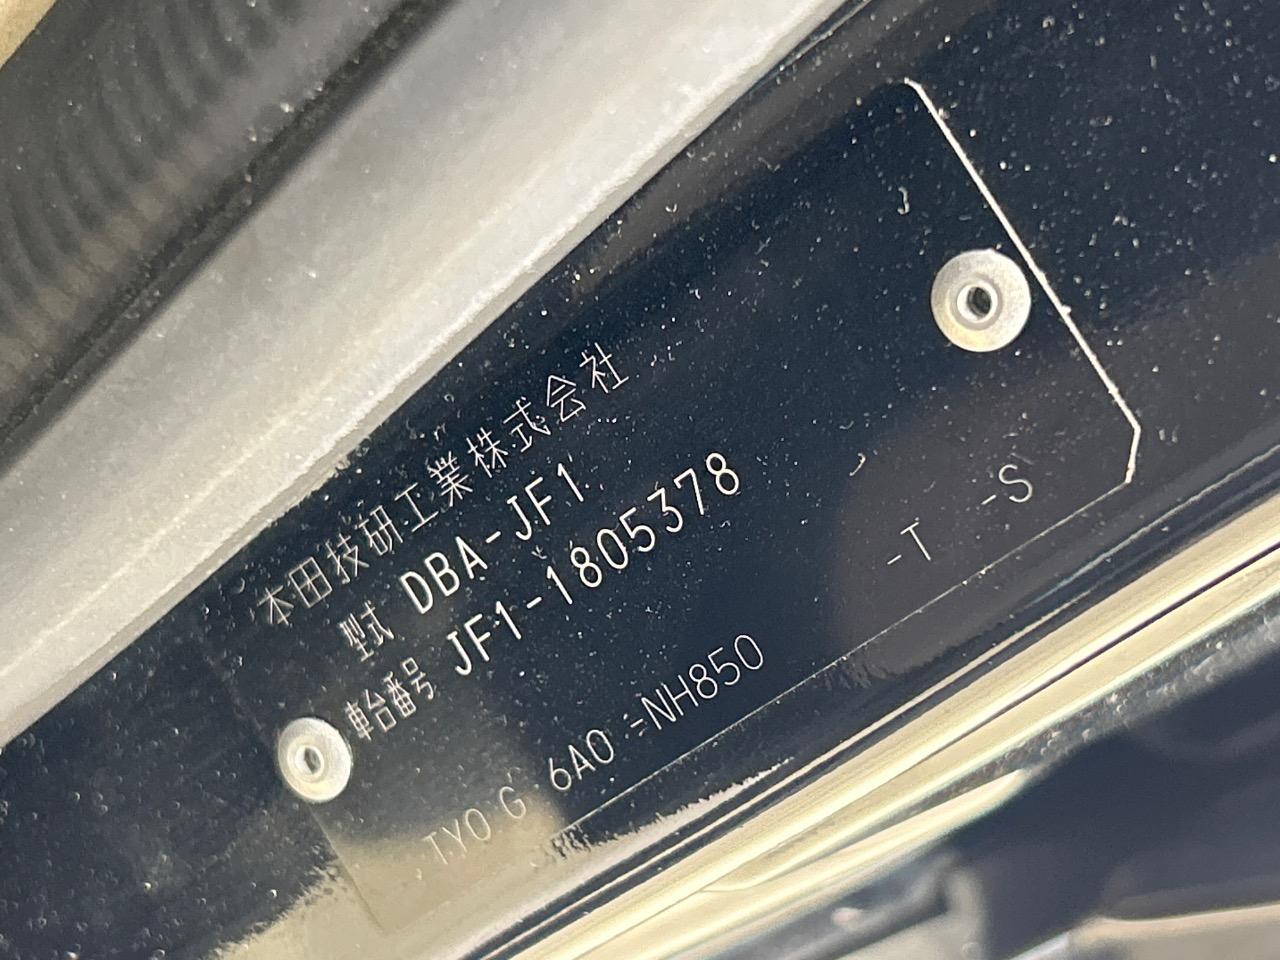 本田技研工業株式会社
型式 DBA-JF1
車台番号 JF1-1805378
TY0 G 6A0 -NH850 -T -S